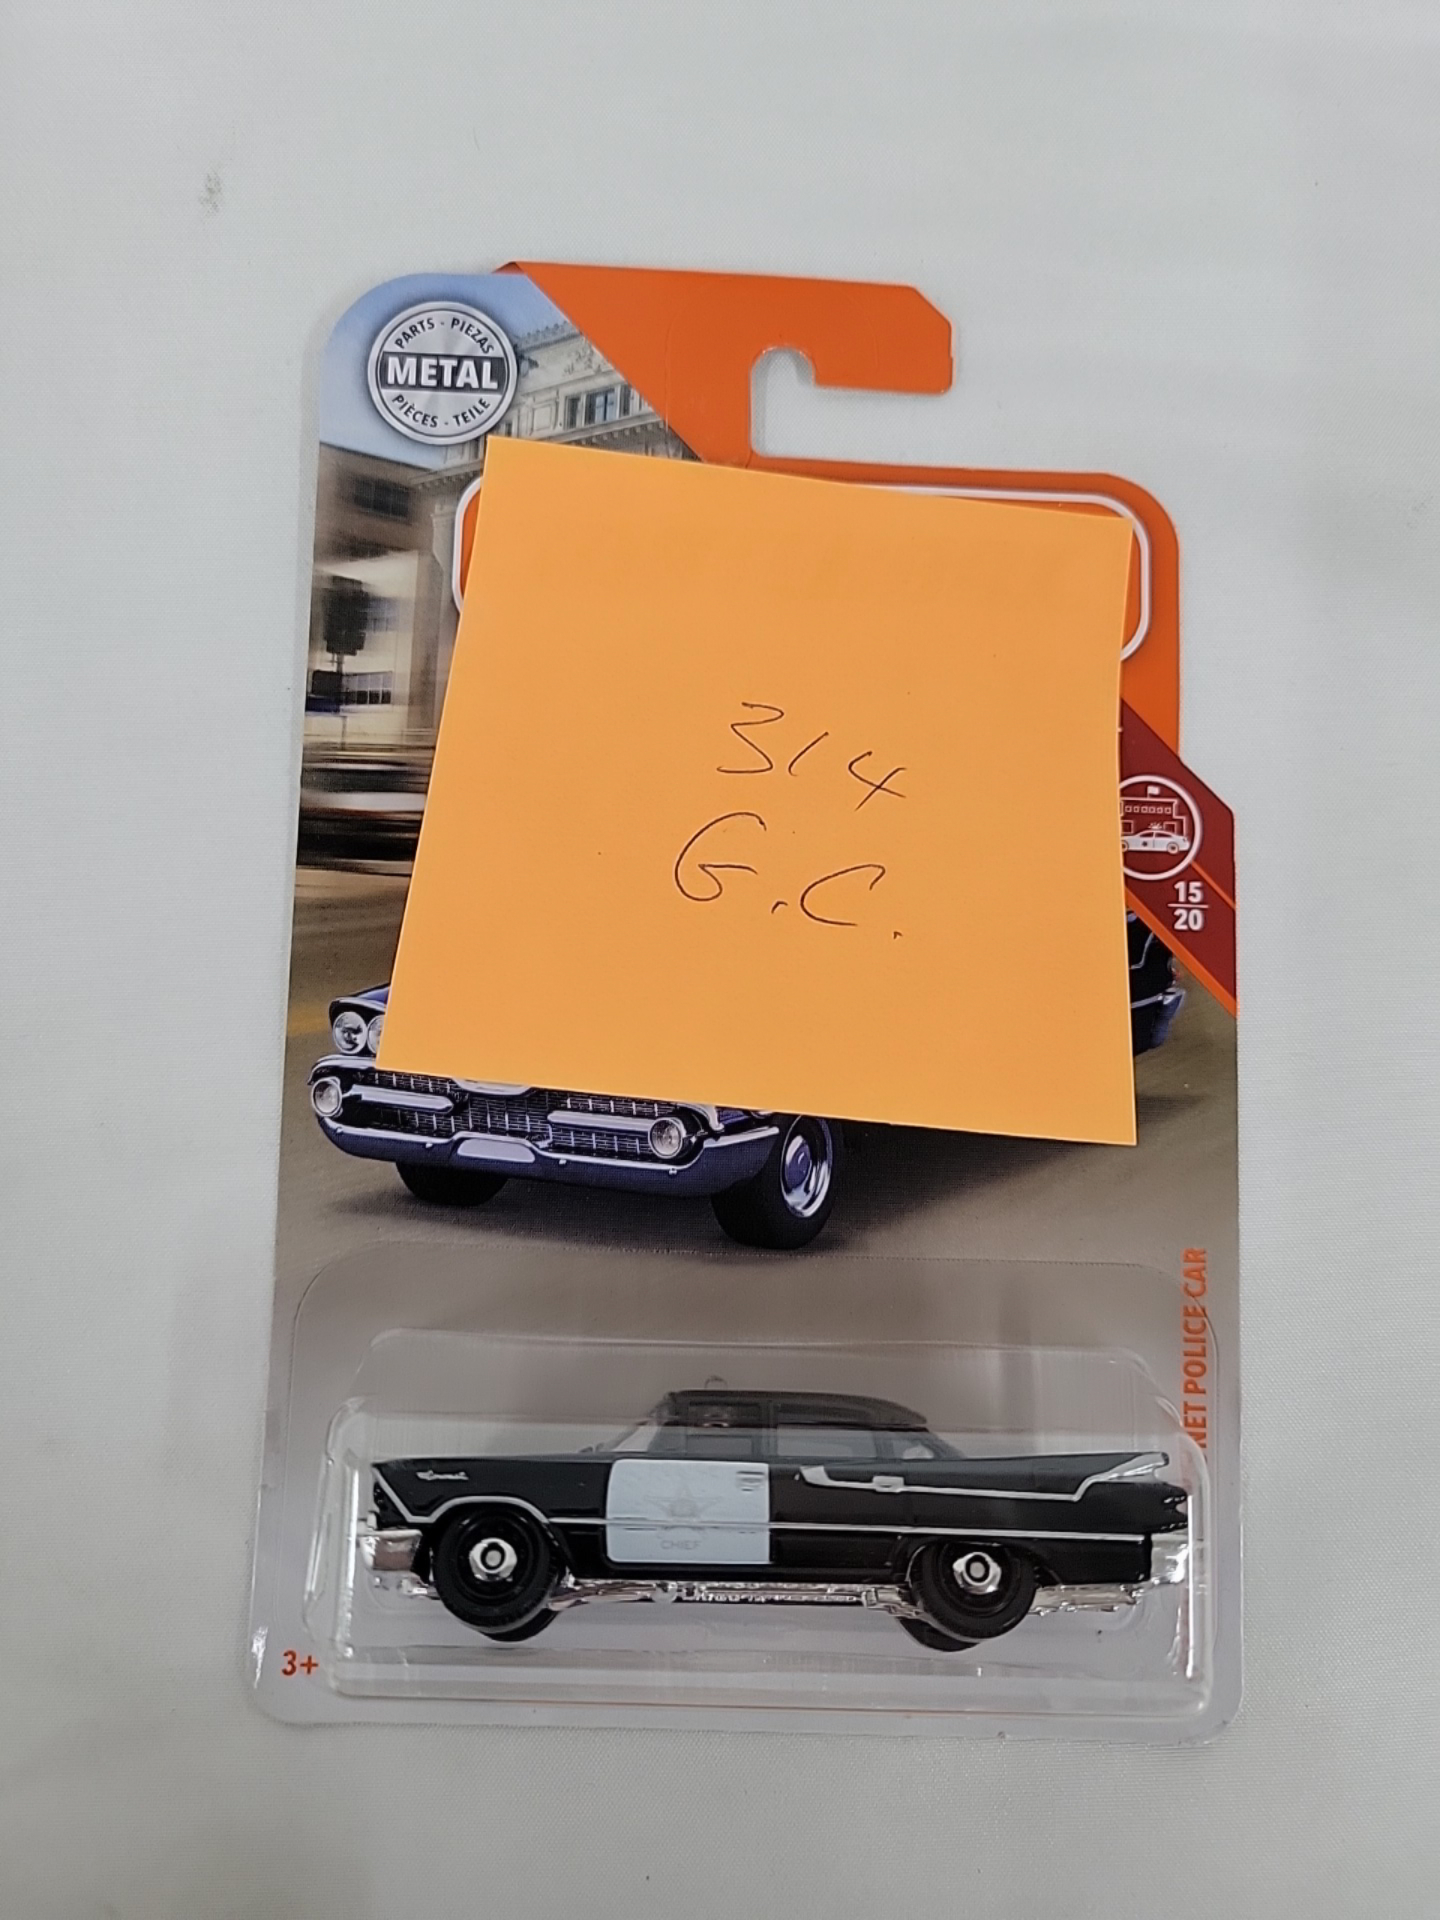 PARTS - PIEZAS
METAL
PIÈCES - TEILE
314
G.C.
15
20
NET POLICE CAR
CHIEF
3+